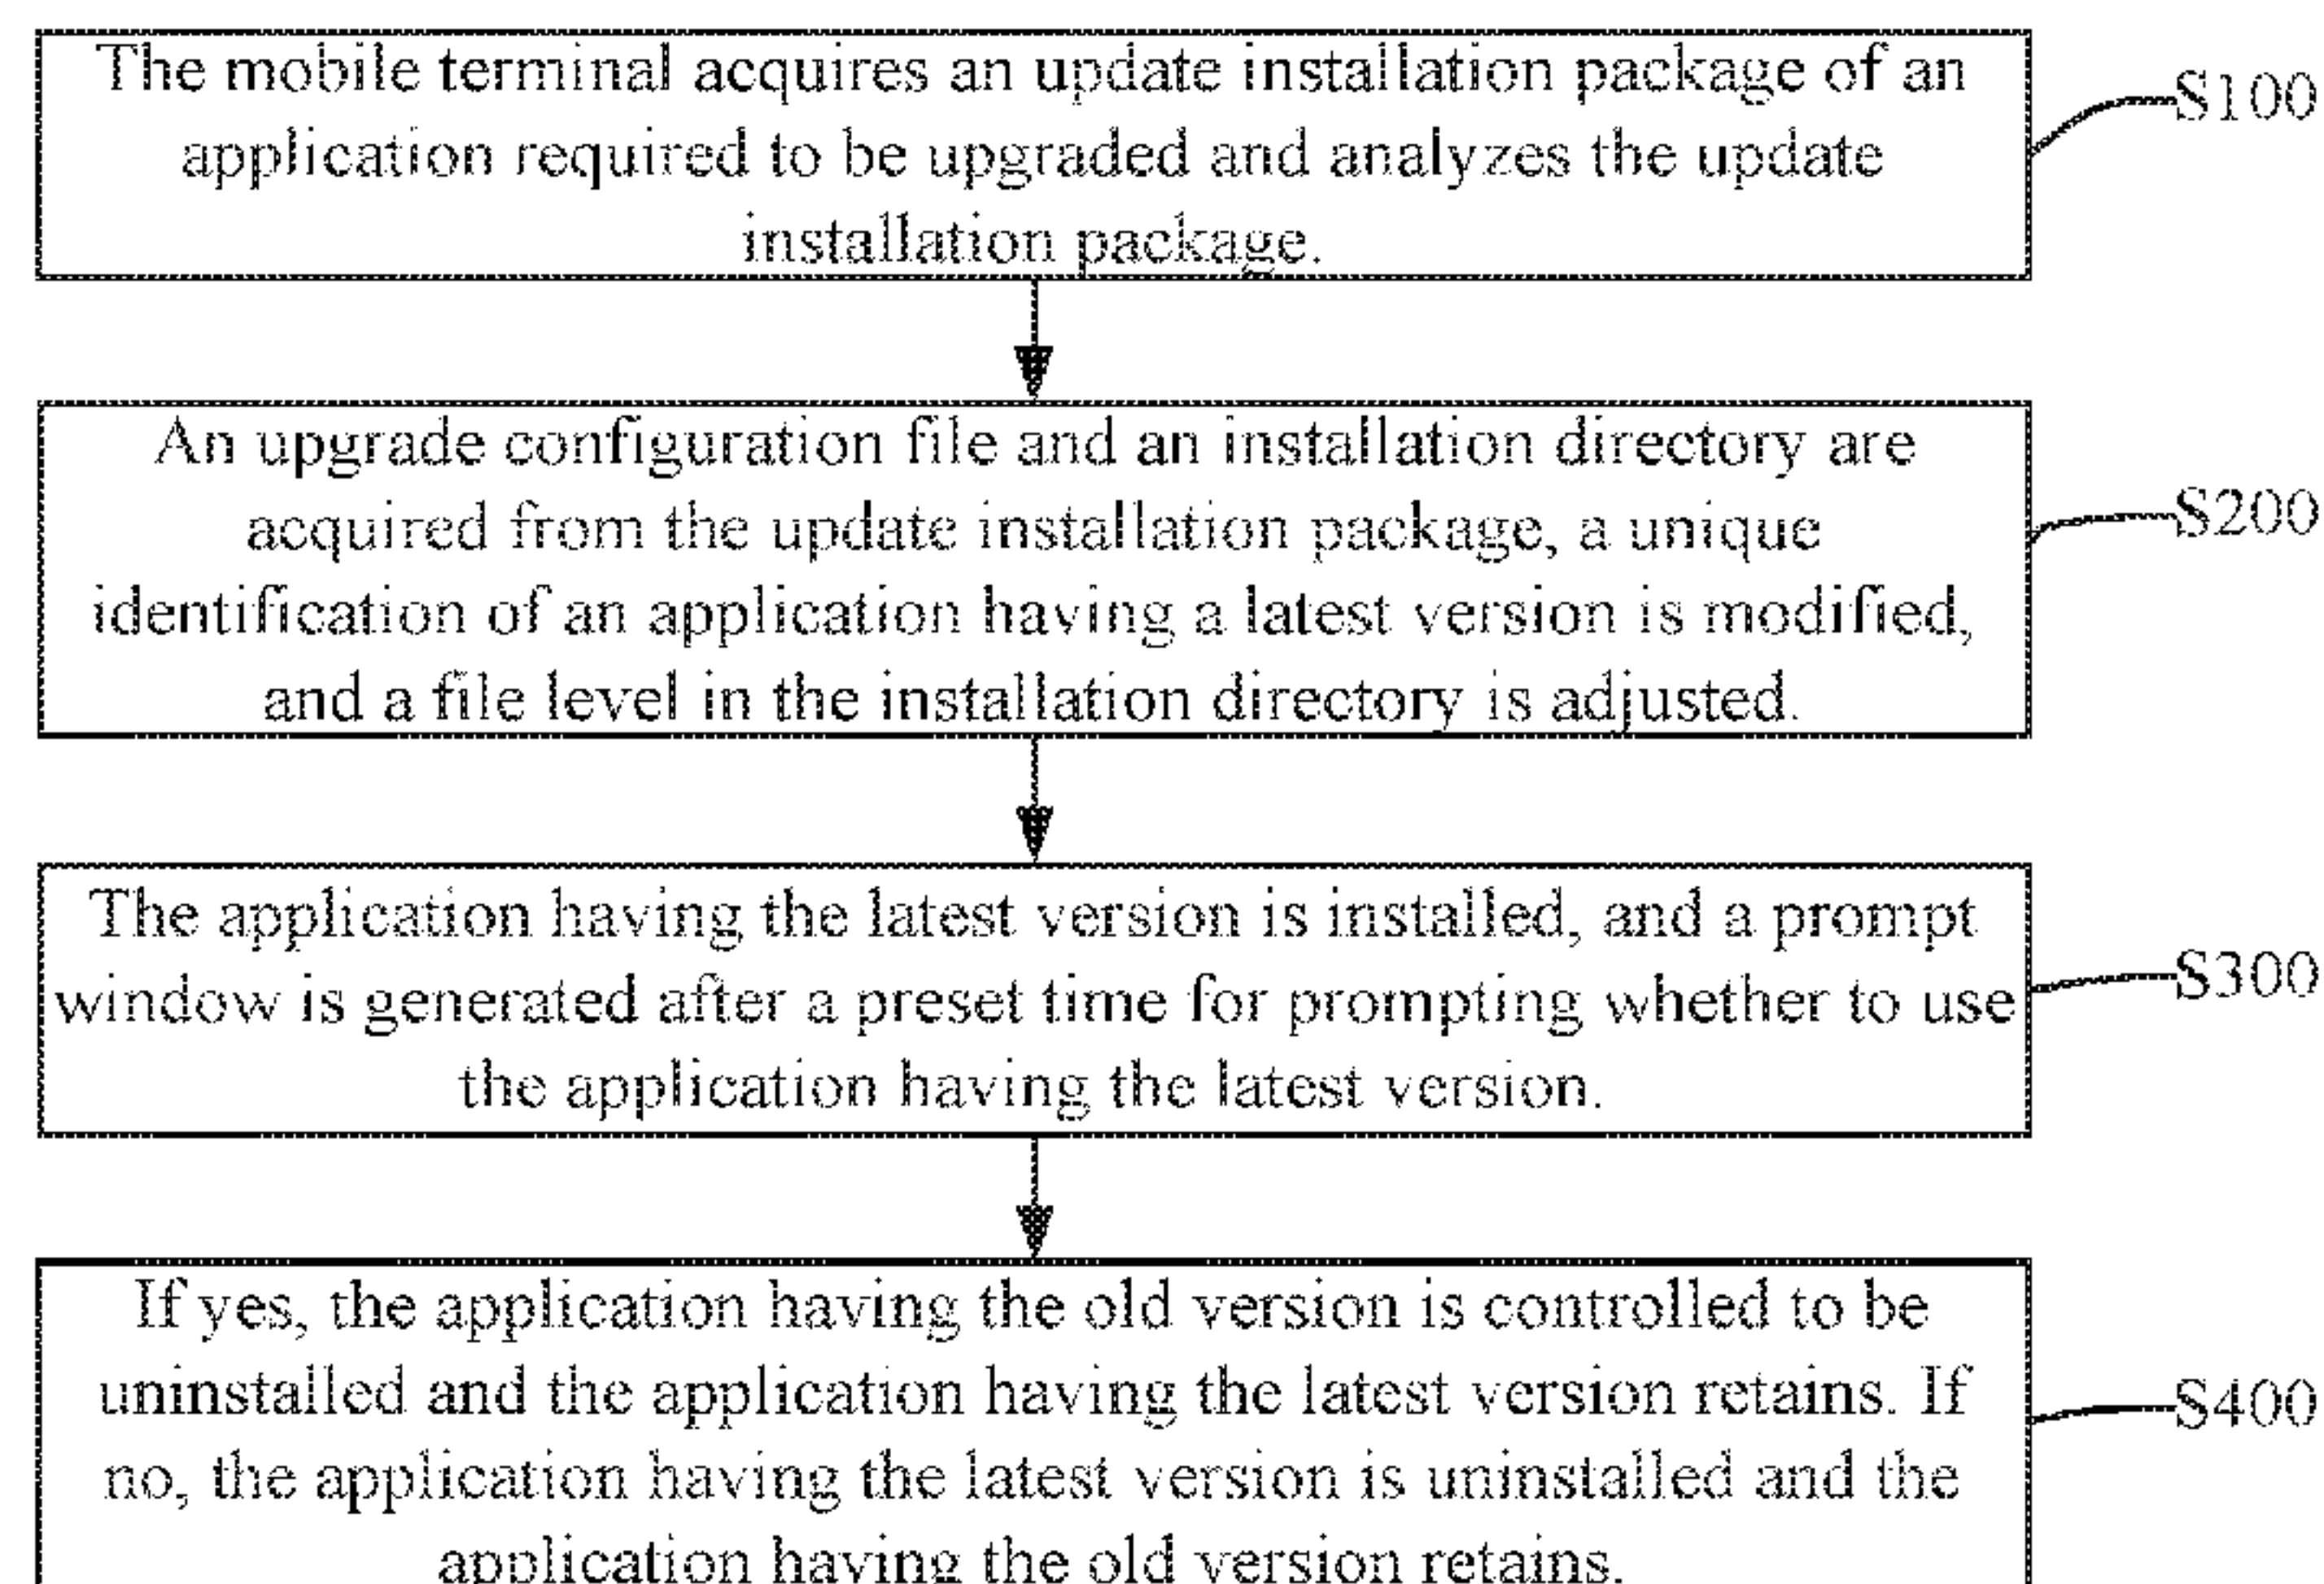 The mobile terminal acquires an update installation package of an
application required to be upgraded and analyzes the update
installation package.
S100
An upgrade configuration file and an installation directory are
acquired from the update installation package, a unique
identification of an application having a latest version is modified,
and a file level in the installation directory is adjusted.
S200
The application having the latest version is installed, and a prompt
window is generated after a preset time for prompting whether to use
the application having the latest version.
S300
If yes, the application having the old version is controlled to be
uninstalled and the application having the latest version retains. If
no, the application having the latest version is uninstalled and the
application having the old version retains.
S400